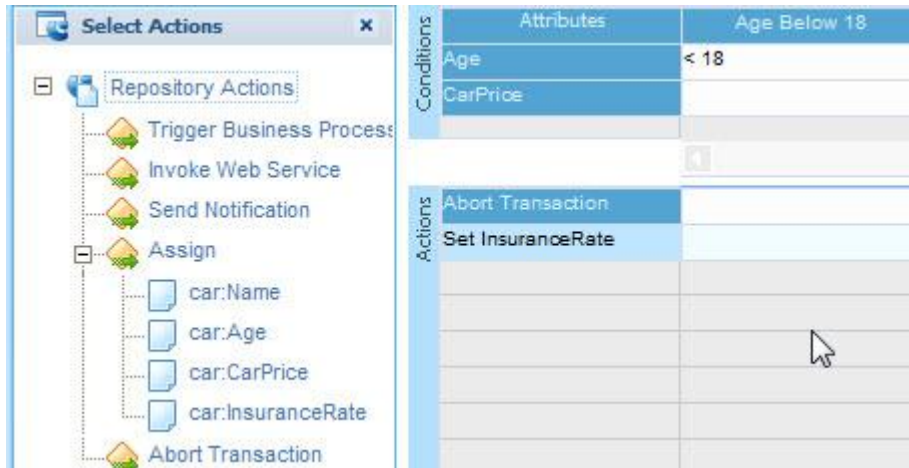 Select Actions
Repository Actions
Trigger Business Process
Invoke Web Service
Send Notification
Assign
car:Name
car:Age
car:CarPrice
car:InsuranceRate
Abort Transaction
Conditions
Attributes Age Below 18
Age < 18
CarPrice
Actions
Abort Transaction
Set InsuranceRate